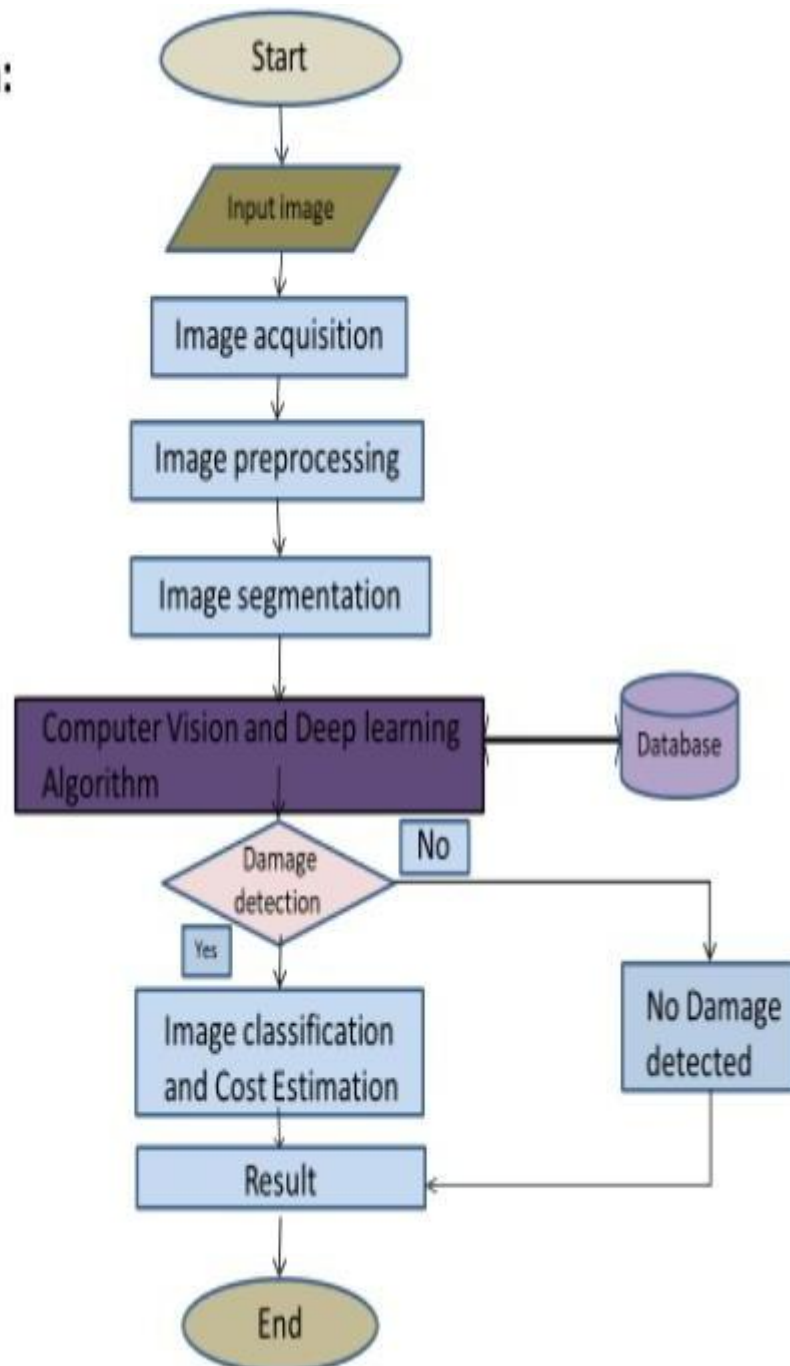 Start
Input image
Image acquisition
Image preprocessing
Image segmentation
Computer Vision and Deep learning
Algorithm
Database
No
Damage
detection
Yes
Image classification
and Cost Estimation
No Damage
detected
Result
End